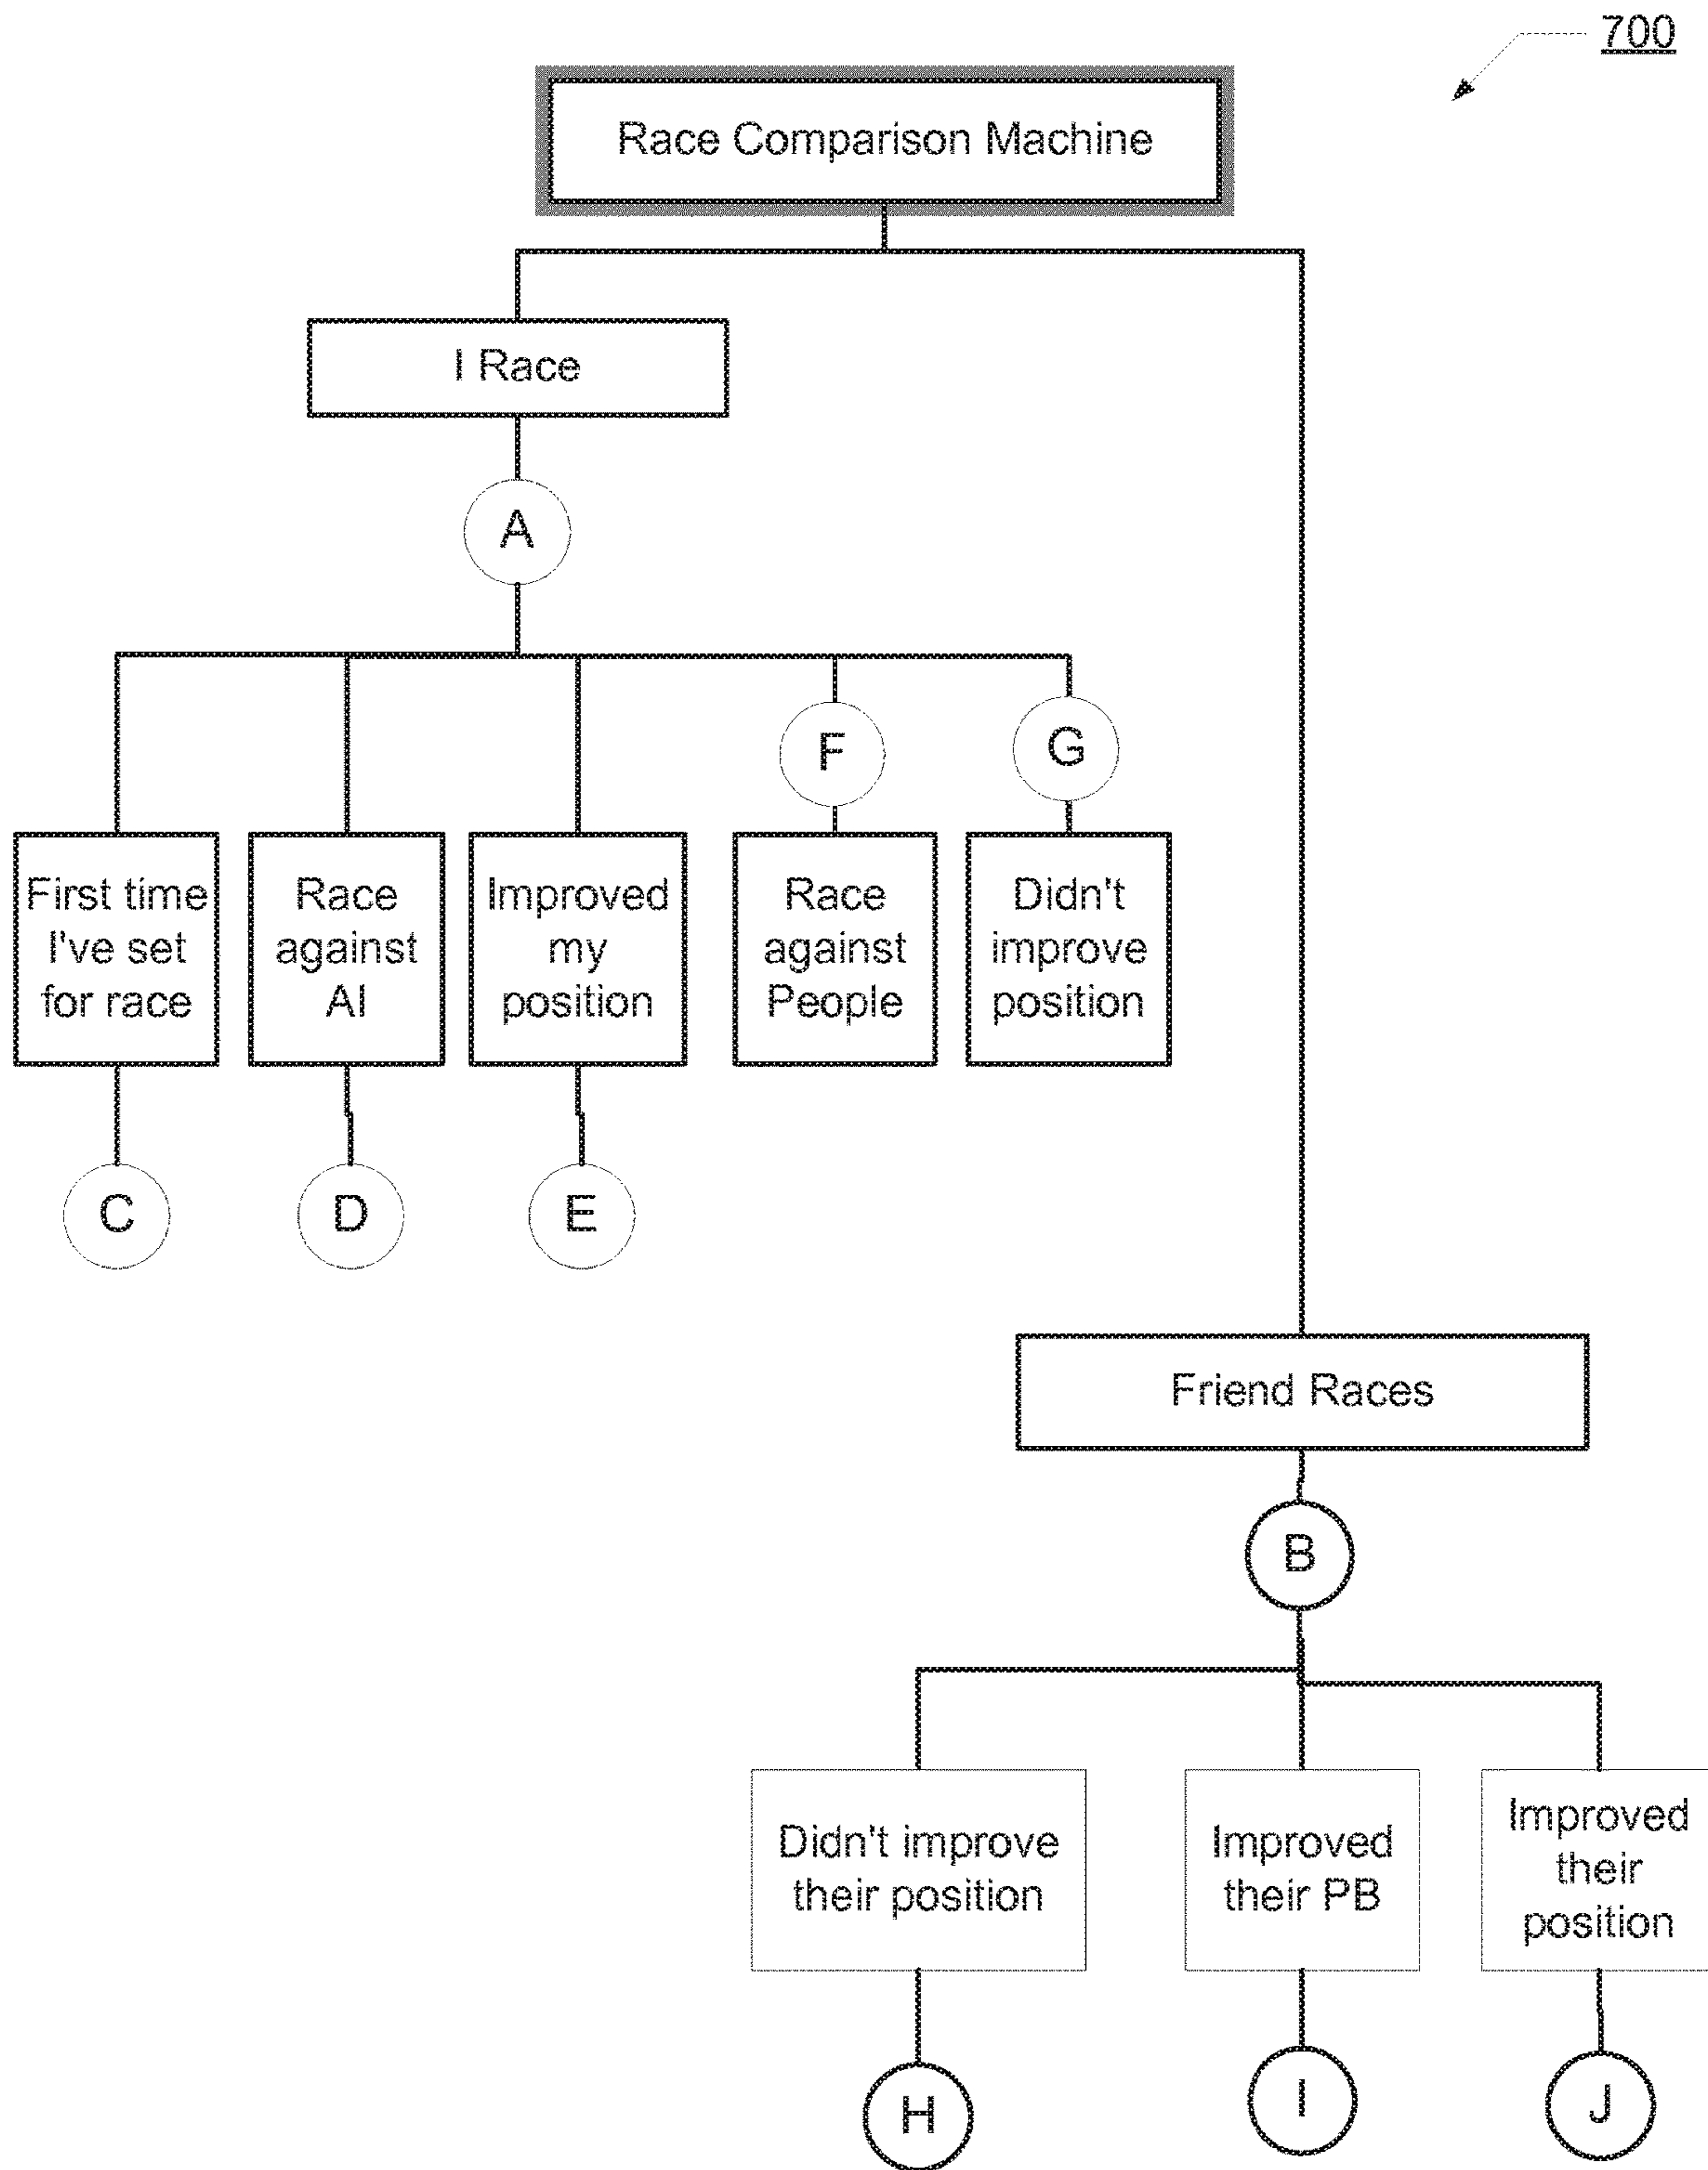 700
Race Comparison Machine
I Race
A
F
G
First time
I've set
for race
Race
against
AI
Improved
my
position
Race
against
People
Didn't
improve
position
C
D
E
Friend Races
B
Didn't improve
their position
Improved
their PB
Improved
their
position
H
I
J